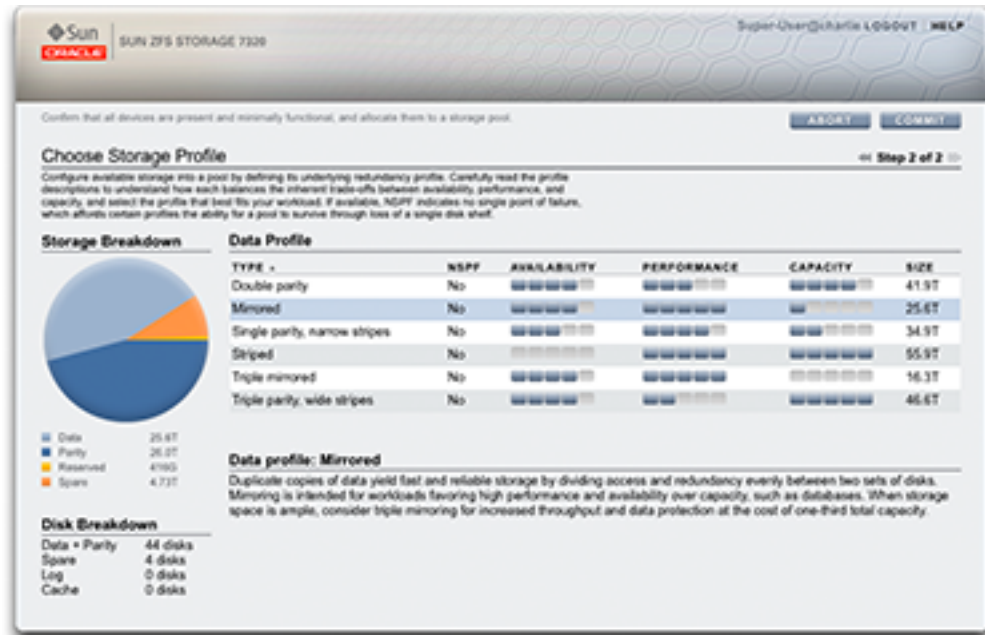 Sun
ORACLE
SUN ZFS STORAGE 7320
Super-User@charlie LOGOUT HELP
Confirm that all devices are present and minimally functional, and allocate them to a storage pool.
ABORT COMMIT
Choose Storage Profile
Step 2 of 2
Configure available storage into a pool by defining its underlying redundancy profile. Carefully read the profile
descriptions to understand how each balances the inherent trade-offs between availability, performance, and
capacity, and select the profile that best fits your workload. If available, NSPF indicates no single point of failure,
which affords certain profiles the ability for a pool to survive through loss of a single disk shelf.
Storage Breakdown
Data 25.6T
Parity 26.0T
Reserved 416G
Spare 4.73T
Disk Breakdown
Data + Parity 44 disks
Spare 4 disks
Log 0 disks
Cache 0 disks
Data Profile
TYPE NSPF AVAILABILITY PERFORMANCE CAPACITY SIZE
Double parity No 41.9T
Mirrored No 25.6T
Single parity, narrow stripes No 34.9T
Striped No 55.9T
Triple mirrored No 16.3T
Triple parity, wide stripes No 46.6T
Data profile: Mirrored
Duplicate copies of data yield fast and reliable storage by dividing access and redundancy evenly between two sets of disks.
Mirroring is intended for workloads favoring high performance and availability over capacity, such as databases. When storage
space is ample, consider triple mirroring for increased throughput and data protection at the cost of one-third total capacity.